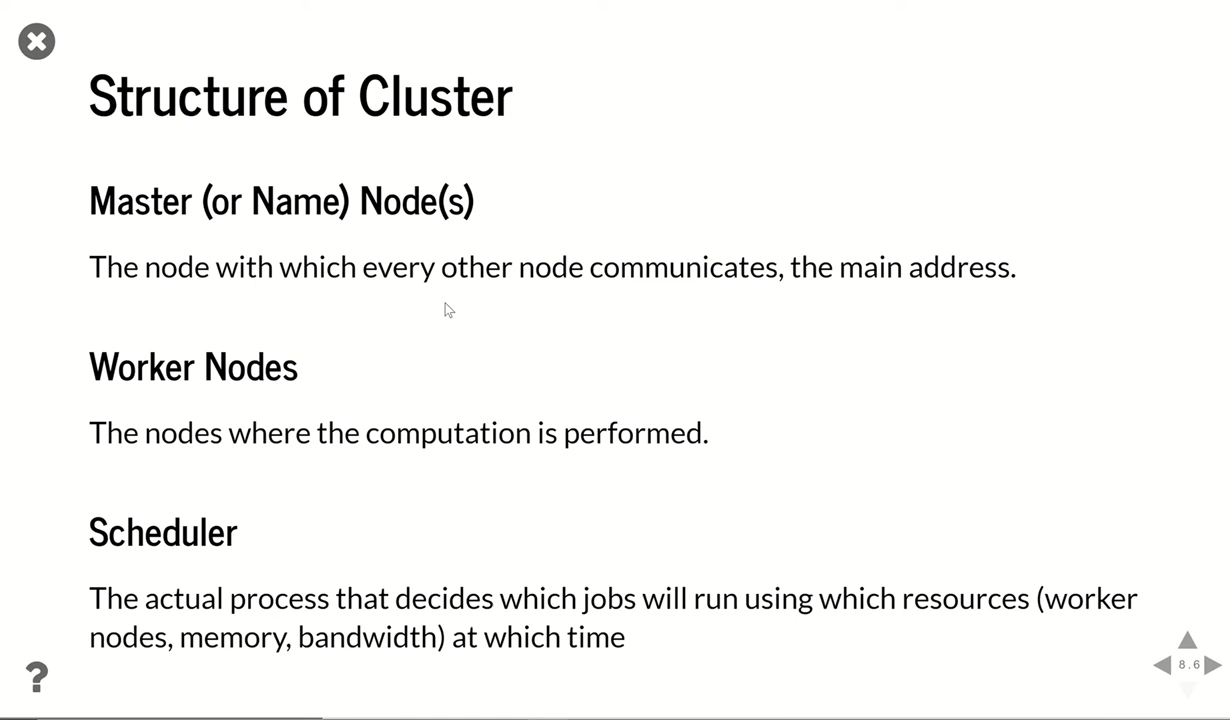 Structure of Cluster
Master (or Name) Node(s)
The node with which every other node communicates, the main address.
Worker Nodes
The nodes where the computation is performed.
Scheduler
The actual process that decides which jobs will run using which resources (worker
nodes, memory, bandwidth) at which time
?
8.6